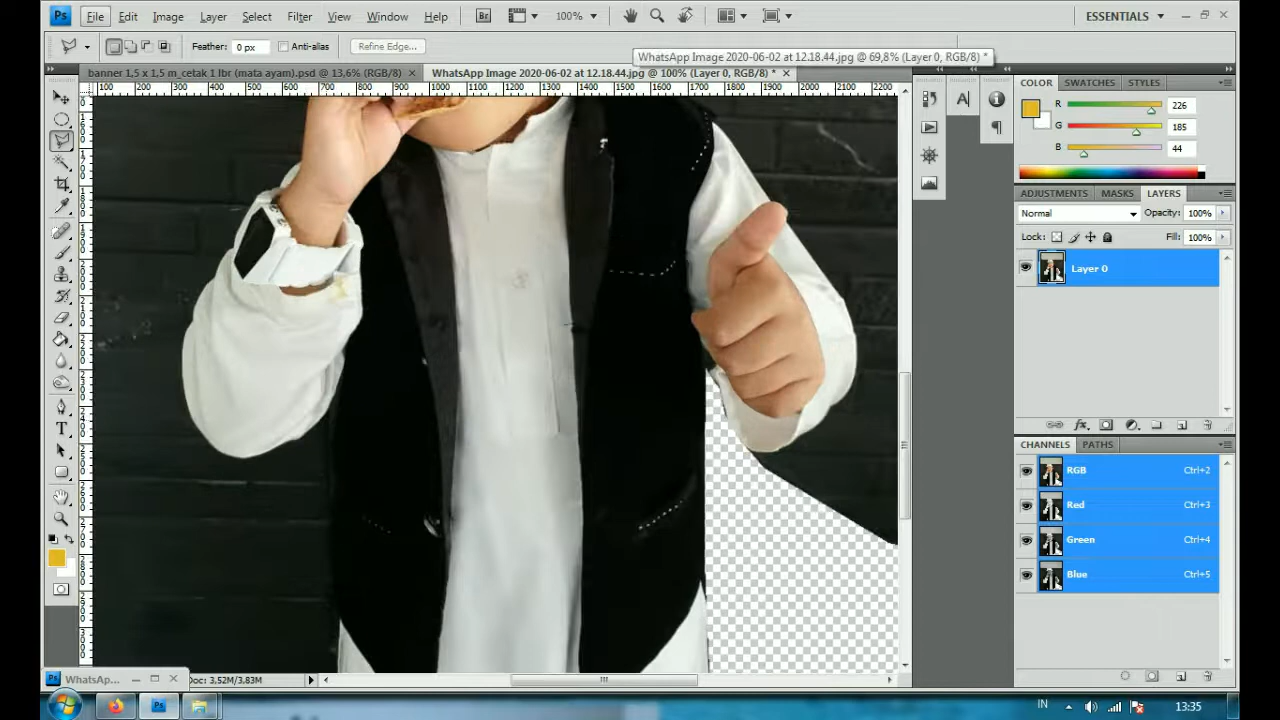 Ps File Edit Image Layer Select Filter View Window Help Br 100% ESSENTIALS
Feather: 0 px Anti-alias Refine Edge...
WhatsApp Image 2020-06-02 at 12.18.44.jpg @ 69,8% (Layer 0, RGB/8) *
banner 1,5 x 1,5 m_cetak 1 lbr (mata ayam).psd @ 13,6% (RGB/8) × WhatsApp Image 2020-06-02 at 12.18.44.jpg @ 100% (Layer 0, RGB/8) * ×
100 200 300 400 500 600 700 800 900 1000 1100 1200 1300 1400 1500 1600 1700 1800 1900 2000 2100 2200
COLOR SWATCHES STYLES
R 226
G 185
B 44
ADJUSTMENTS MASKS LAYERS
Normal Opacity: 100%
Lock: Fill: 100%
Layer 0
CHANNELS PATHS
RGB Ctrl+2
Red Ctrl+3
Green Ctrl+4
Blue Ctrl+5
Ps WhatsAp...
Doc: 3,52M/3,83M
Ps IN 13:35